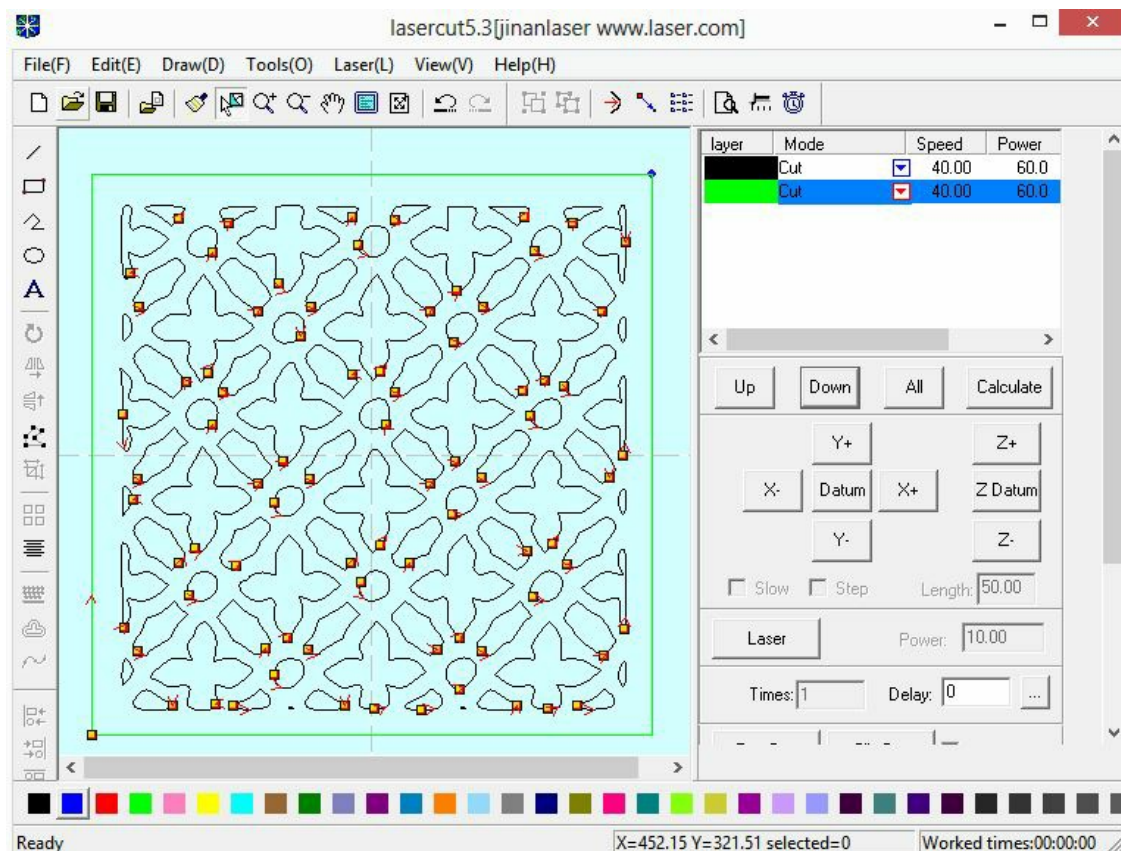 lasercut5.3[jinanlaser www.laser.com]
File(F) Edit(E) Draw(D) Tools(O) Laser(L) View(V) Help(H)
A
layer Mode Speed Power
Cut 40.00 60.0
Cut 40.00 60.0
Up Down All Calculate
Y+ Z+
X- Datum X+ Z Datum
Y- Z-
Slow Step Length: 50.00
Laser Power: 10.00
Times: 1 Delay: 0 ...
Ready X=452.15 Y=321.51 selected=0 Worked times:00:00:00